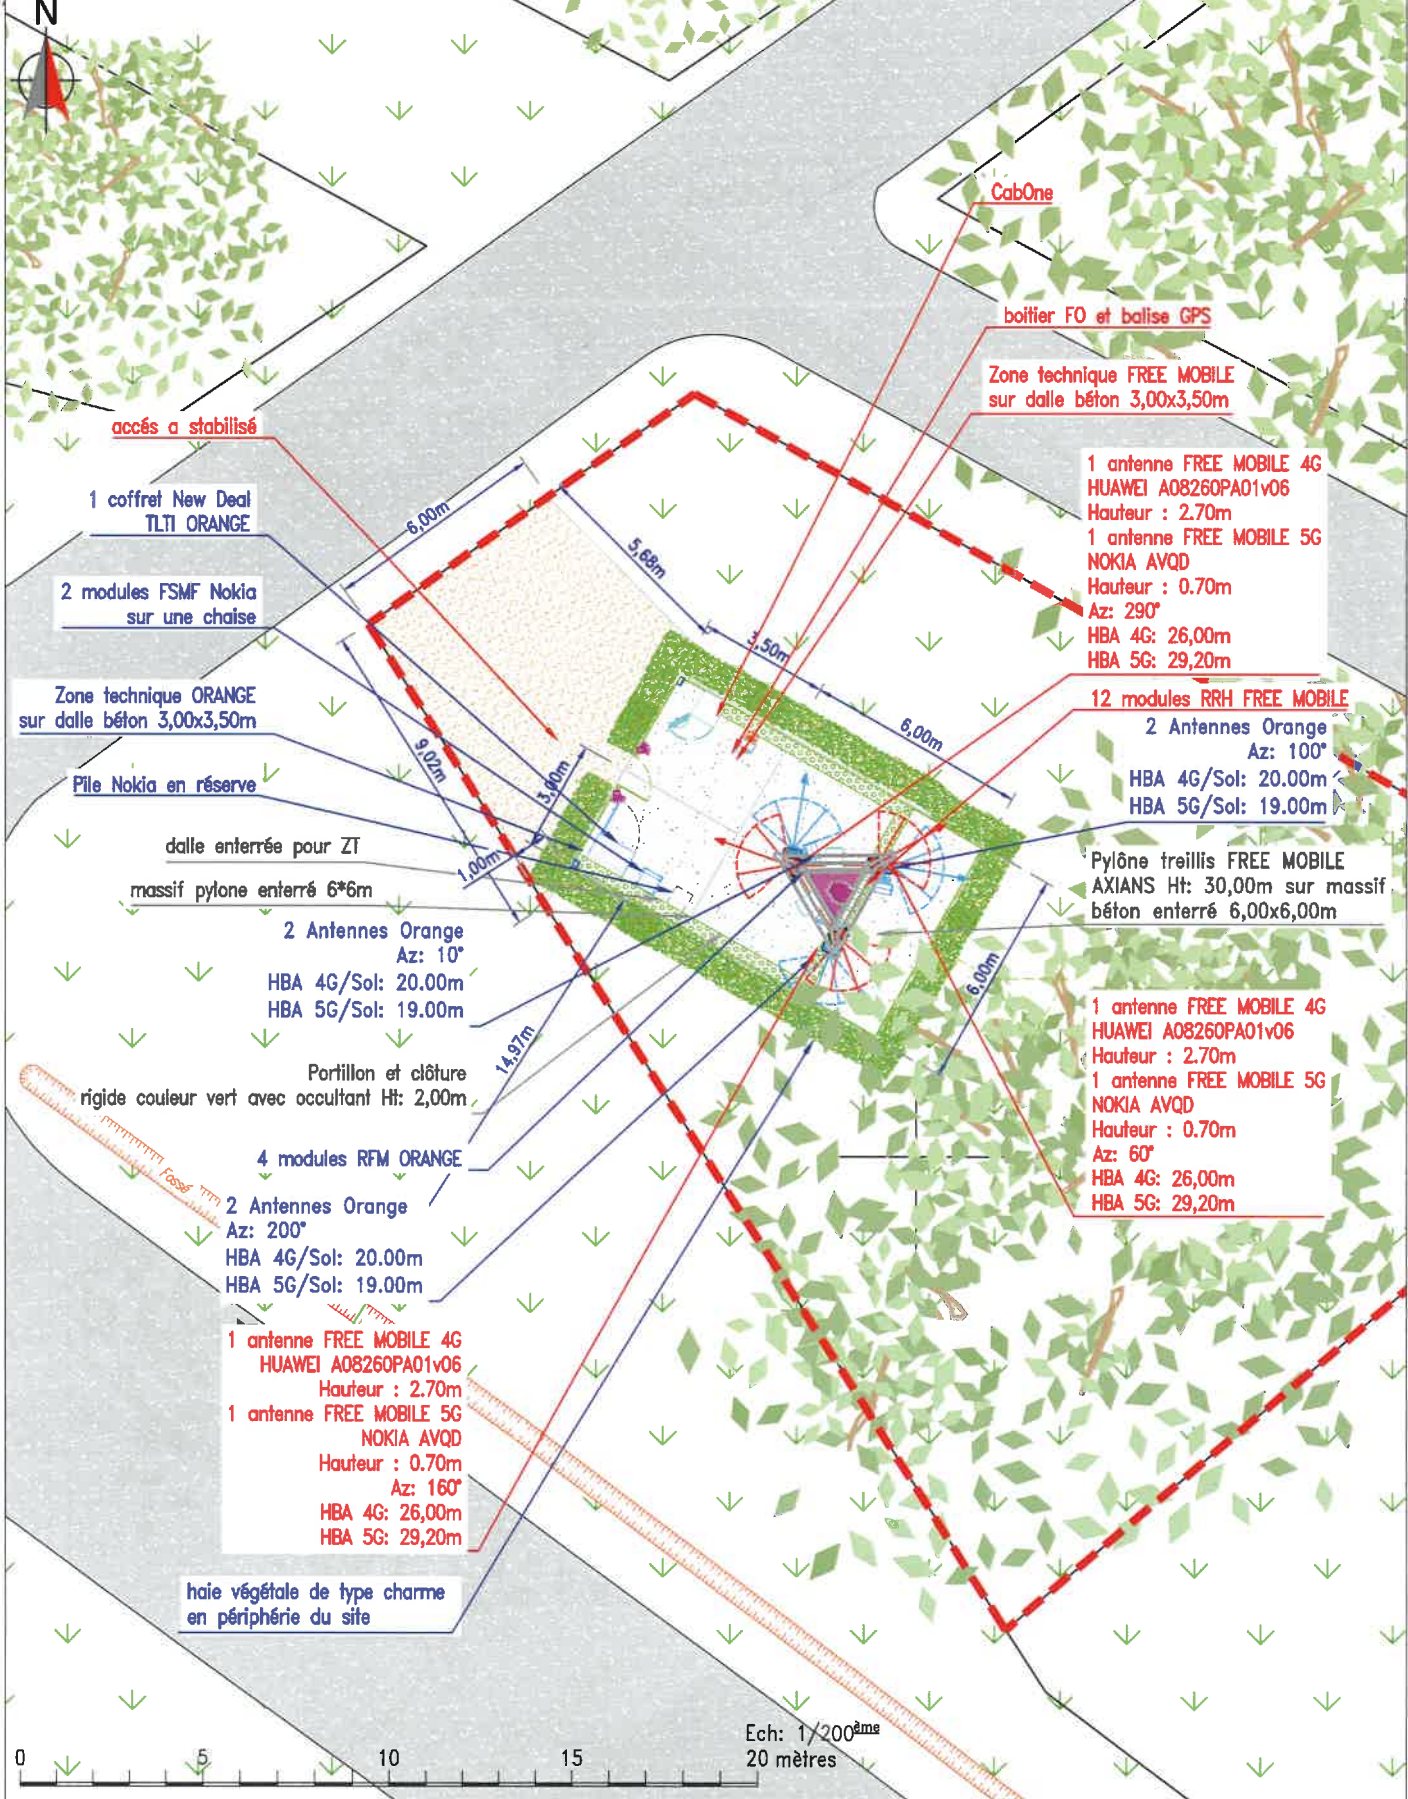 N
CabOne
boitier FO et balise GPS
Zone technique FREE MOBILE
sur dalle béton 3,00x3,50m
accés a stabilisé
1 antenne FREE MOBILE 4G
HUAWEI A08260PA01v06
Hauteur : 2.70m
1 antenne FREE MOBILE 5G
NOKIA AVQD
Hauteur : 0.70m
Az: 290°
HBA 4G: 26,00m
HBA 5G: 29,20m
1 coffret New Deal
TLTI ORANGE
6,00m
5,68m
2 modules FSMF Nokia
sur une chaise
3,50m
Zone technique ORANGE
sur dalle béton 3,00x3,50m
12 modules RRH FREE MOBILE
2 Antennes Orange
Az: 100°
HBA 4G/Sol: 20.00m
HBA 5G/Sol: 19.00m
6,00m
9,02m
3,00m
Pile Nokia en réserve
dalle enterrée pour ZT
1,00m
massif pylone enterré 6*6m
Pylône treillis FREE MOBILE
AXIANS Ht: 30,00m sur massif
béton enterré 6,00x6,00m
2 Antennes Orange
Az: 10°
HBA 4G/Sol: 20.00m
HBA 5G/Sol: 19.00m
6,00m
14,97m
1 antenne FREE MOBILE 4G
HUAWEI A08260PA01v06
Hauteur : 2.70m
1 antenne FREE MOBILE 5G
NOKIA AVQD
Hauteur : 0.70m
Az: 60°
HBA 4G: 26,00m
HBA 5G: 29,20m
Portillon et clôture
rigide couleur vert avec occultant Ht: 2,00m
4 modules RFM ORANGE
Fossé
2 Antennes Orange
Az: 200°
HBA 4G/Sol: 20.00m
HBA 5G/Sol: 19.00m
1 antenne FREE MOBILE 4G
HUAWEI A08260PA01v06
Hauteur : 2.70m
1 antenne FREE MOBILE 5G
NOKIA AVQD
Hauteur : 0.70m
Az: 160°
HBA 4G: 26,00m
HBA 5G: 29,20m
haie végétale de type charme
en périphérie du site
Ech: 1/200ème
0 5 10 15 20 mètres